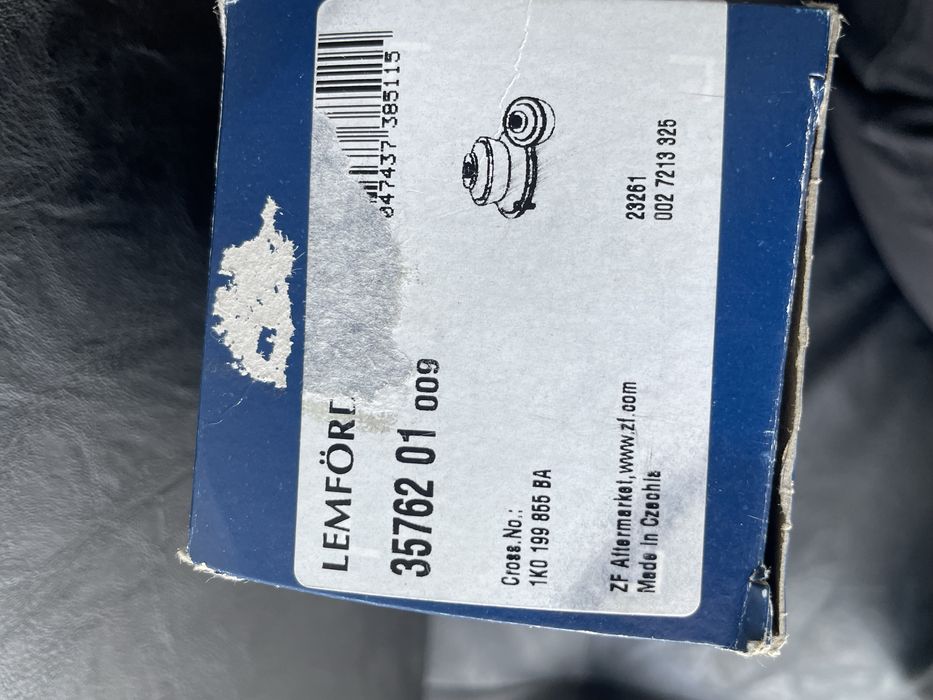 LEMFÖRD
047437 385115
35762 01 009
Cross.No.:
1K0 199 855 BA
23261
002 7213 325
ZF Aftermarket,www.zf.com
Made in Czechia